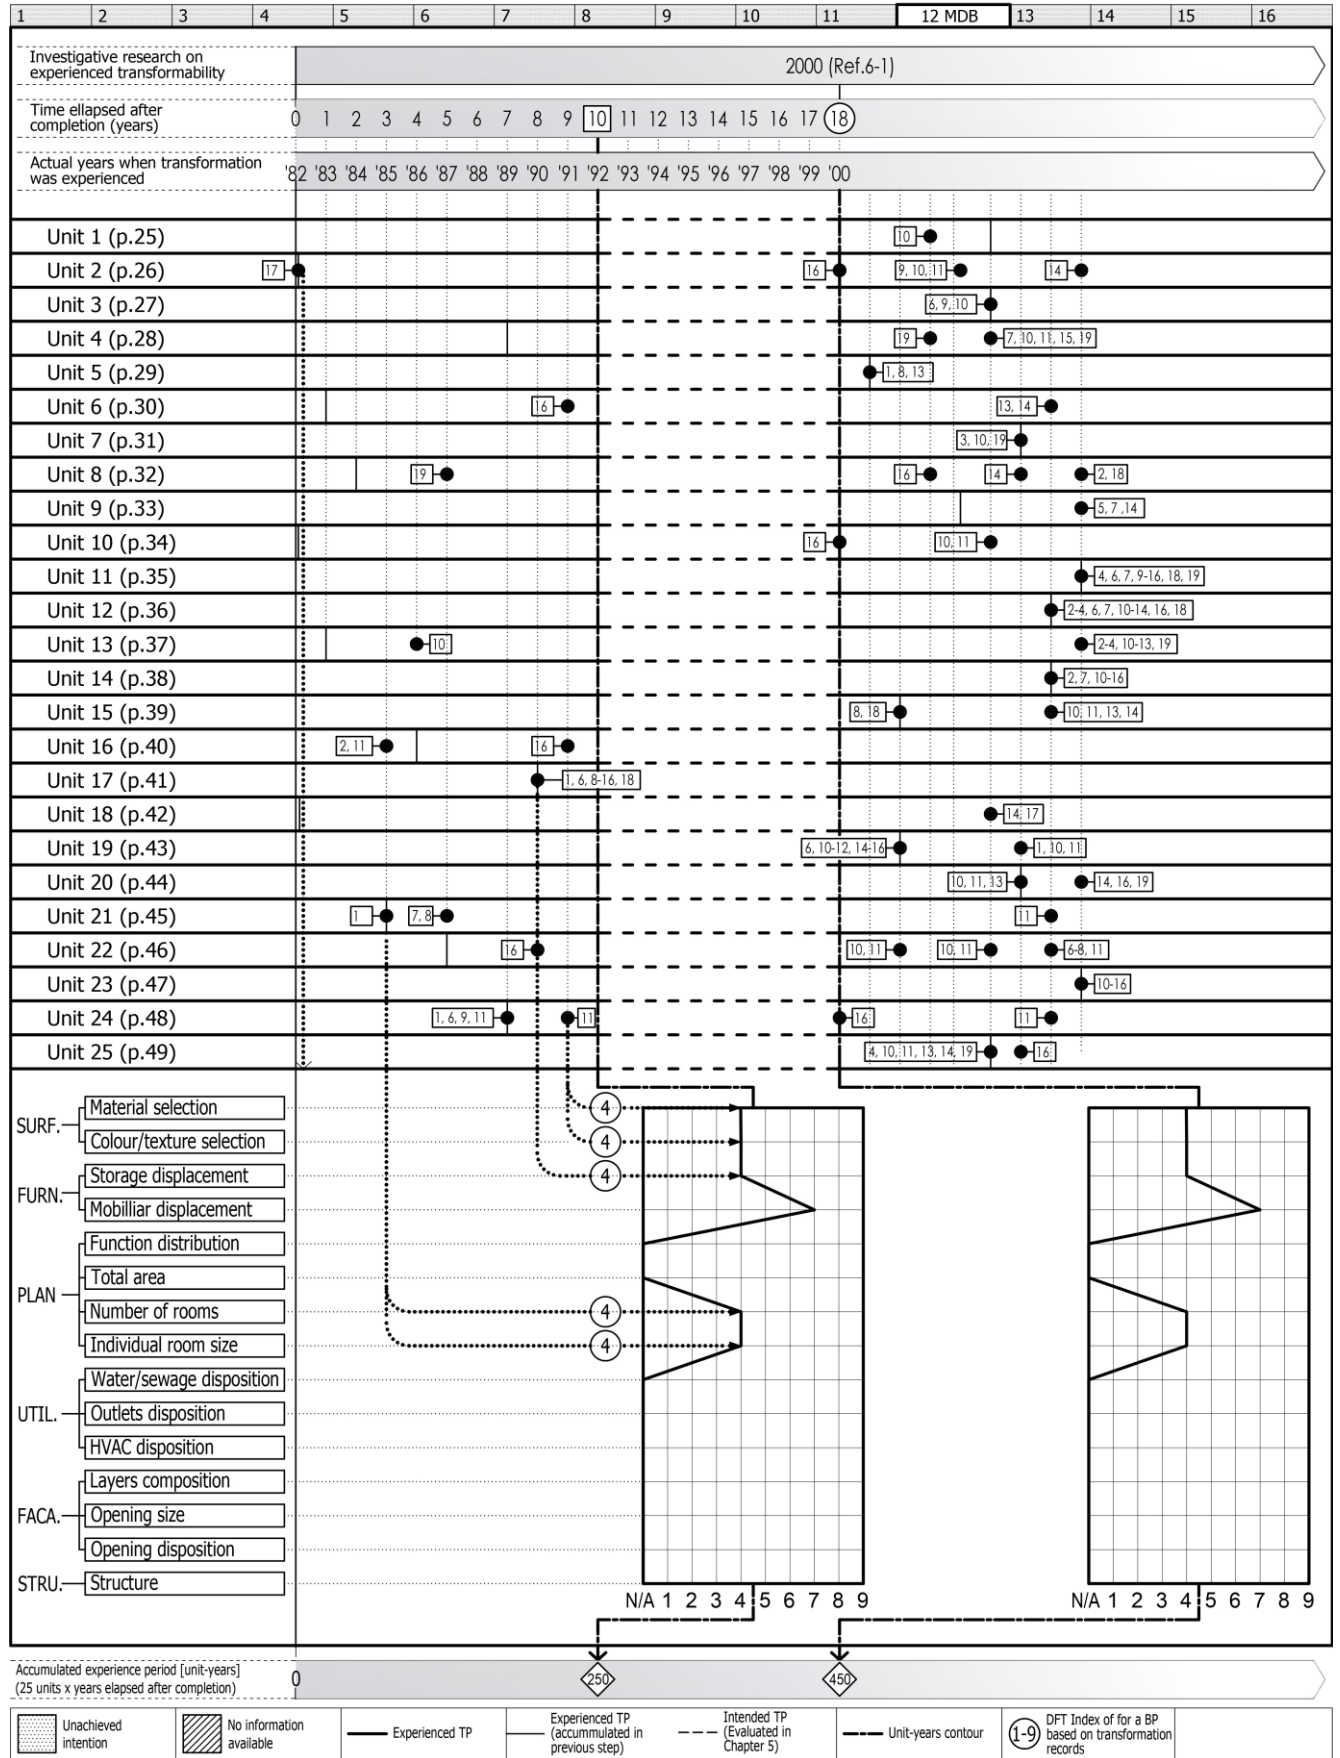 1 2 3 4 5 6 7 8 9 10 11 12 MDB 13 14 15 16
Investigative research on
experienced transformability
2000 (Ref.6-1)
Time ellapsed after
completion (years)
0 1 2 3 4 5 6 7 8 9 10 11 12 13 14 15 16 17 18
Actual years when transformation
was experienced
'82 '83 '84 '85 '86 '87 '88 '89 '90 '91 '92 '93 '94 '95 '96 '97 '98 '99 '00
Unit 1 (p.25) 10
Unit 2 (p.26) 17 16 9, 10, 11 14
Unit 3 (p.27) 6, 9, 10
Unit 4 (p.28) 19 7, 10, 11, 15, 19
Unit 5 (p.29) 1, 8, 13
Unit 6 (p.30) 16 13, 14
Unit 7 (p.31) 3, 10, 19
Unit 8 (p.32) 19 16 14 2, 18
Unit 9 (p.33) 5, 7 ,14
Unit 10 (p.34) 16 10, 11
Unit 11 (p.35) 4, 6, 7, 9-16, 18, 19
Unit 12 (p.36) 2-4, 6, 7, 10-14, 16, 18
Unit 13 (p.37) 10 2-4, 10-13, 19
Unit 14 (p.38) 2, 7, 10-16
Unit 15 (p.39) 8, 18 10, 11, 13, 14
Unit 16 (p.40) 2, 11 16
Unit 17 (p.41) 1, 6, 8-16, 18
Unit 18 (p.42) 14, 17
Unit 19 (p.43) 6, 10-12, 14-16 1, 10, 11
Unit 20 (p.44) 10, 11, 13 14, 16, 19
Unit 21 (p.45) 1 7, 8 11
Unit 22 (p.46) 16 10, 11 10, 11 6-8, 11
Unit 23 (p.47) 10-16
Unit 24 (p.48) 1, 6, 9, 11 11 16 11
Unit 25 (p.49) 4, 10, 11, 13, 14, 19 16
SURF.
Material selection 4
Colour/texture selection 4
FURN.
Storage displacement 4
Mobilliar displacement
PLAN
Function distribution
Total area
Number of rooms 4
Individual room size 4
UTIL.
Water/sewage disposition
Outlets disposition
HVAC disposition
FACA.
Layers composition
Opening size
Opening disposition
STRU.
Structure
N/A 1 2 3 4 5 6 7 8 9
N/A 1 2 3 4 5 6 7 8 9
Accumulated experience period [unit-years]
(25 units x years elapsed after completion)
0 250 450
Unachieved
intention
No information
available
Experienced TP
Experienced TP
(accummulated in
previous step)
Intended TP
(Evaluated in
Chapter 5)
Unit-years contour
1-9
DFT Index of for a BP
based on transformation
records